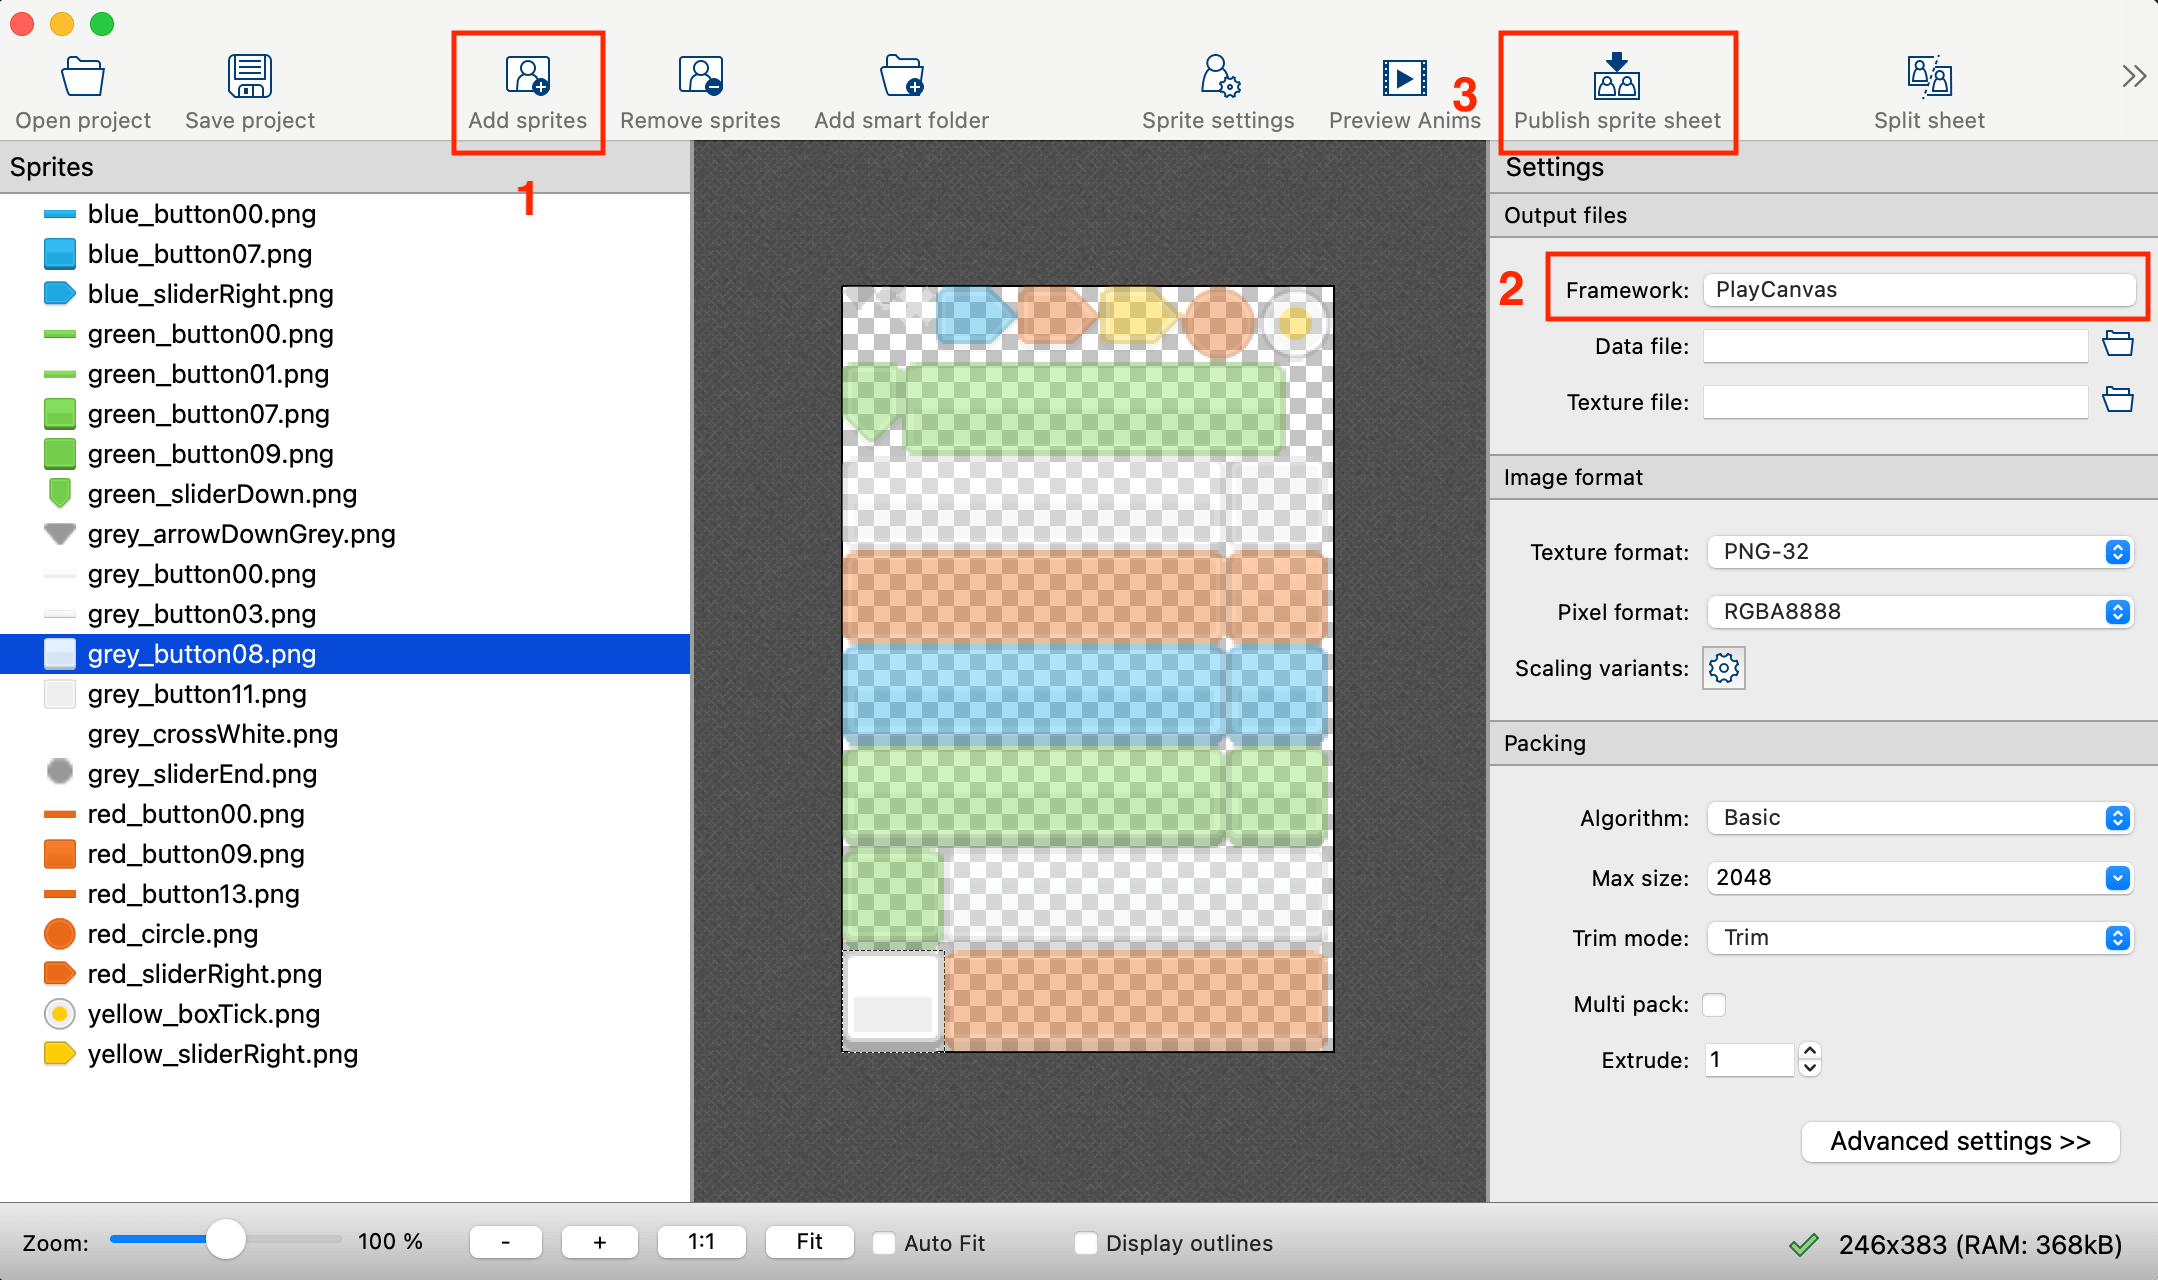 Open project
Save project
Add sprites
Remove sprites
Add smart folder
Sprite settings
Preview Anims
3
Publish sprite sheet
Split sheet
Sprites
1
blue_button00.png
blue_button07.png
blue_sliderRight.png
green_button00.png
green_button01.png
green_button07.png
green_button09.png
green_sliderDown.png
grey_arrowDownGrey.png
grey_button00.png
grey_button03.png
grey_button08.png
grey_button11.png
grey_crossWhite.png
grey_sliderEnd.png
red_button00.png
red_button09.png
red_button13.png
red_circle.png
red_sliderRight.png
yellow_boxTick.png
yellow_sliderRight.png
Settings
Output files
2
Framework: PlayCanvas
Data file:
Texture file:
Image format
Texture format: PNG-32
Pixel format: RGBA8888
Scaling variants:
Packing
Algorithm: Basic
Max size: 2048
Trim mode: Trim
Multi pack:
Extrude: 1
Advanced settings >>
Zoom: 100 % - + 1:1 Fit Auto Fit Display outlines 246x383 (RAM: 368kB)